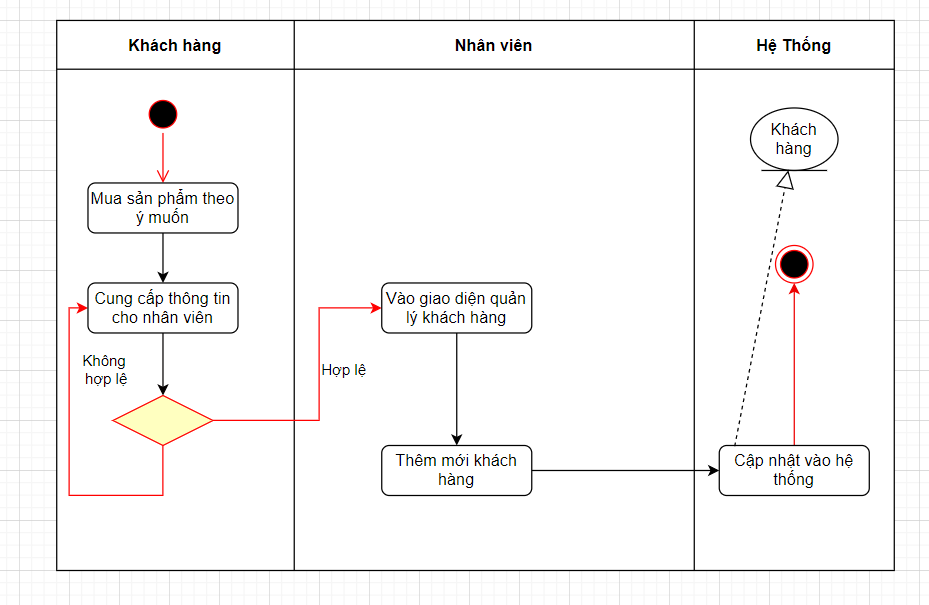 Khách hàng
Nhân viên
Hệ Thống
Khách
hàng
Mua sản phẩm theo
ý muốn
Cung cấp thông tin
cho nhân viên
Vào giao diện quản
lý khách hàng
Không
hợp lệ
Hợp lệ
Thêm mới khách
hàng
Cập nhật vào hệ
thống